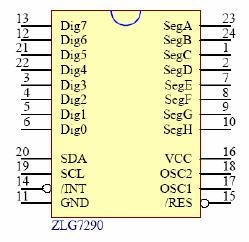 13 Dig7 SegA 23
12 Dig6 SegB 24
21 Dig5 SegC 1
22 Dig4 SegD 2
3 Dig3 SegE 7
4 Dig2 SegF 8
5 Dig1 SegG 9
6 Dig0 SegH 10
20 SDA VCC 16
19 SCL OSC2 18
14 /INT OSC1 17
11 GND /RES 15
ZLG7290